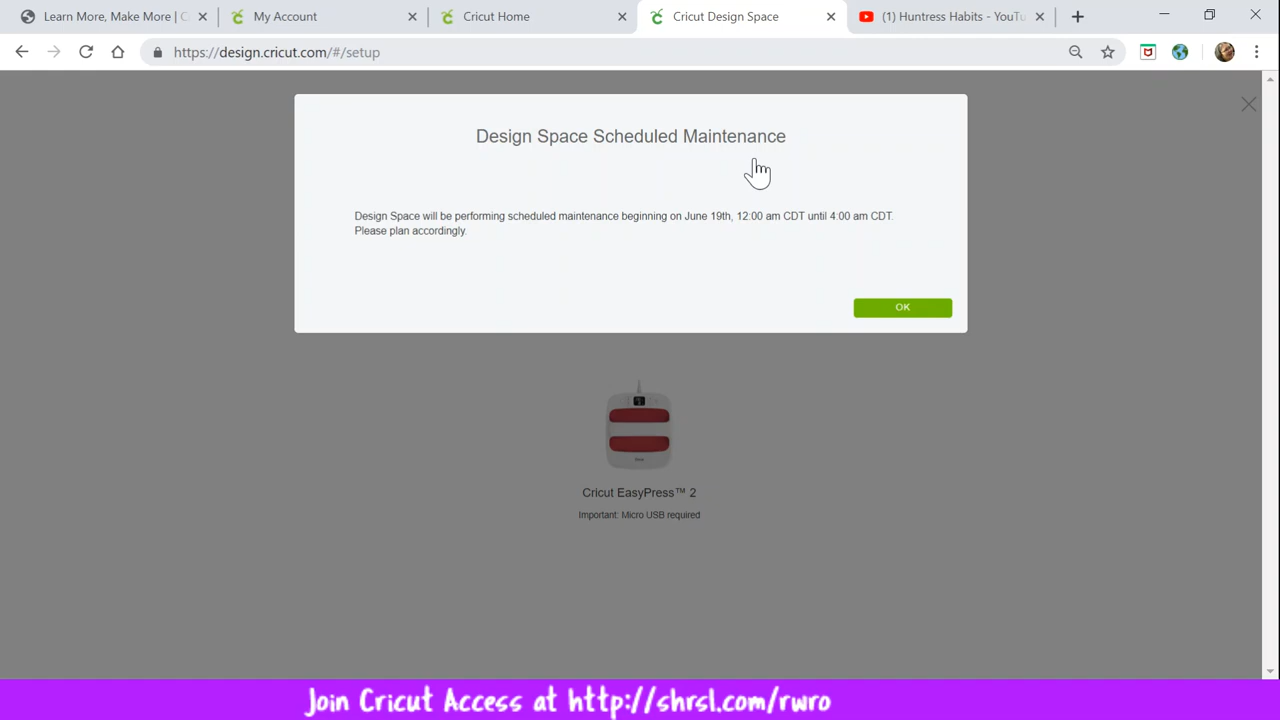 Learn More, Make More | C
My Account
Cricut Home
Cricut Design Space
(1) Huntress Habits - YouTu
https://design.cricut.com/#/setup
Design Space Scheduled Maintenance
Design Space will be performing scheduled maintenance beginning on June 19th, 12:00 am CDT until 4:00 am CDT.
Please plan accordingly.
OK
Cricut EasyPress™ 2
Important: Micro USB required
Join Cricut Access at http://shrsl.com/rwro